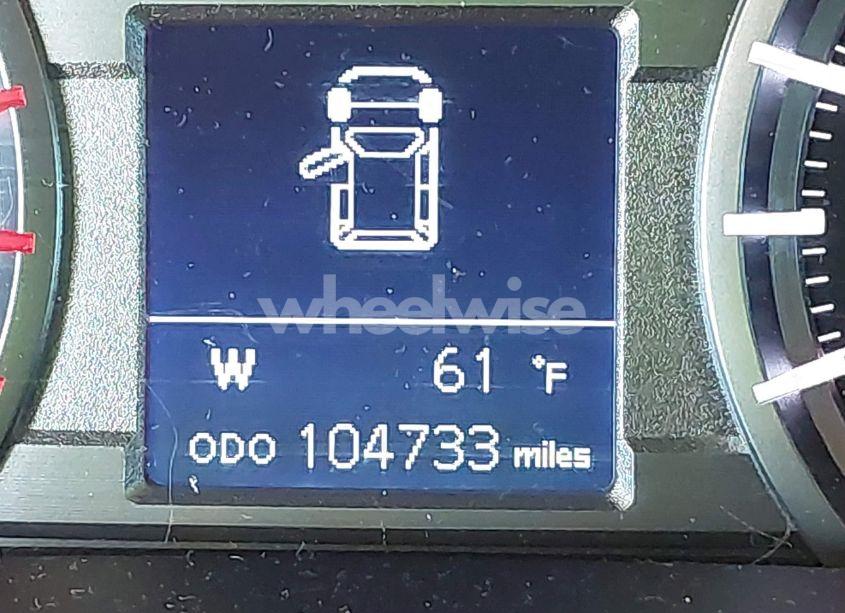 wheelwise
W 61 °F
ODO 104733 miles